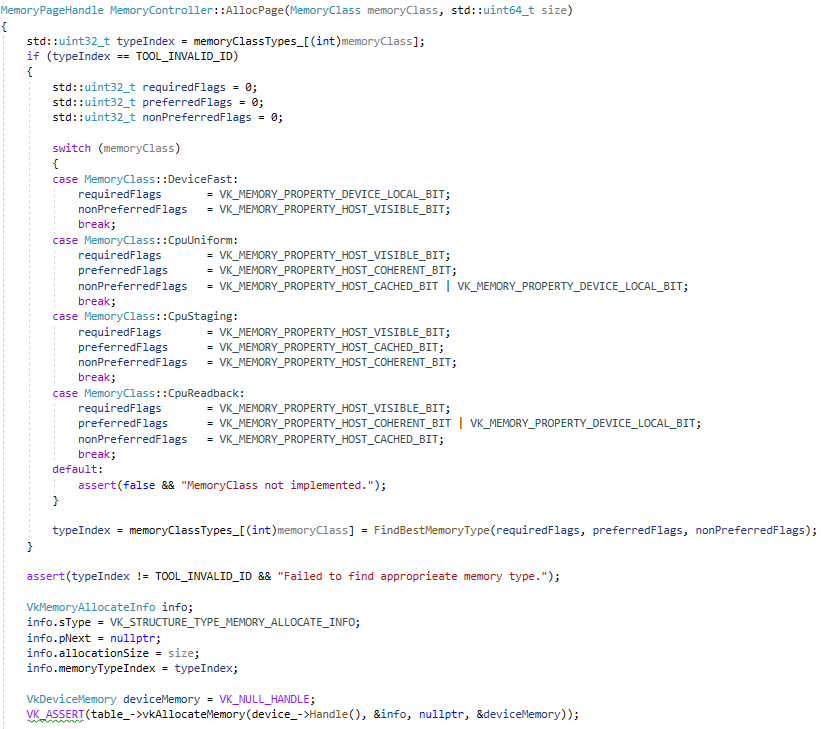 MemoryPageHandle MemoryController::AllocPage(MemoryClass memoryClass, std::uint64_t size)
{
    std::uint32_t typeIndex = memoryClassTypes_[(int)memoryClass];
    if (typeIndex == TOOL_INVALID_ID)
    {
        std::uint32_t requiredFlags = 0;
        std::uint32_t preferredFlags = 0;
        std::uint32_t nonPreferredFlags = 0;

        switch (memoryClass)
        {
        case MemoryClass::DeviceFast:
            requiredFlags       = VK_MEMORY_PROPERTY_DEVICE_LOCAL_BIT;
            nonPreferredFlags   = VK_MEMORY_PROPERTY_HOST_VISIBLE_BIT;
            break;
        case MemoryClass::CpuUniform:
            requiredFlags       = VK_MEMORY_PROPERTY_HOST_VISIBLE_BIT;
            preferredFlags      = VK_MEMORY_PROPERTY_HOST_COHERENT_BIT;
            nonPreferredFlags   = VK_MEMORY_PROPERTY_HOST_CACHED_BIT | VK_MEMORY_PROPERTY_DEVICE_LOCAL_BIT;
            break;
        case MemoryClass::CpuStaging:
            requiredFlags       = VK_MEMORY_PROPERTY_HOST_VISIBLE_BIT;
            preferredFlags      = VK_MEMORY_PROPERTY_HOST_CACHED_BIT;
            nonPreferredFlags   = VK_MEMORY_PROPERTY_HOST_COHERENT_BIT;
            break;
        case MemoryClass::CpuReadback:
            requiredFlags       = VK_MEMORY_PROPERTY_HOST_VISIBLE_BIT;
            preferredFlags      = VK_MEMORY_PROPERTY_HOST_COHERENT_BIT | VK_MEMORY_PROPERTY_DEVICE_LOCAL_BIT;
            nonPreferredFlags   = VK_MEMORY_PROPERTY_HOST_CACHED_BIT;
            break;
        default:
            assert(false && "MemoryClass not implemented.");
        }

        typeIndex = memoryClassTypes_[(int)memoryClass] = FindBestMemoryType(requiredFlags, preferredFlags, nonPreferredFlags);
    }

    assert(typeIndex != TOOL_INVALID_ID && "Failed to find approprieate memory type.");

    VkMemoryAllocateInfo info;
    info.sType = VK_STRUCTURE_TYPE_MEMORY_ALLOCATE_INFO;
    info.pNext = nullptr;
    info.allocationSize = size;
    info.memoryTypeIndex = typeIndex;

    VkDeviceMemory deviceMemory = VK_NULL_HANDLE;
    VK_ASSERT(table_->vkAllocateMemory(device_->Handle(), &info, nullptr, &deviceMemory));